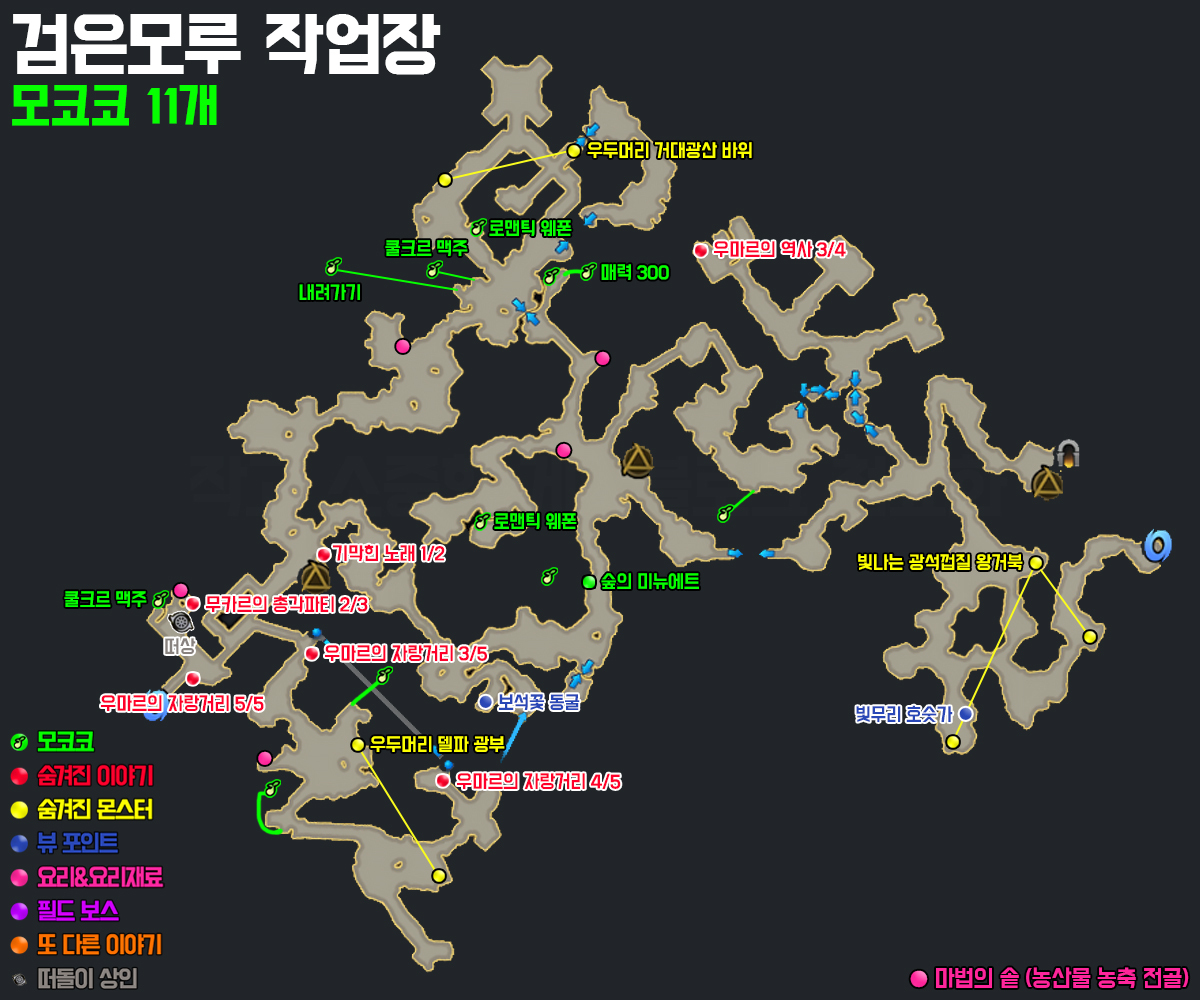 검은모루 작업장
모코코 11개
우두머리 거대광산 바위
로맨틱 웨폰
쿨크르 맥주
우마르의 역사 3/4
매력 300
내려가기
로맨틱 웨폰
기막힌 노래 1/2
빛나는 광석껍질 왕거북
숲의 미뉴에트
쿨크르 맥주
무카르의 총각파티 2/3
떠상
우마르의 자랑거리 3/5
우마르의 자랑거리 5/5
보석꽃 동굴
빛무리 호숫가
우두머리 델파 광부
우마르의 자랑거리 4/5
모코코
숨겨진 이야기
숨겨진 몬스터
뷰 포인트
요리&요리재료
필드 보스
또 다른 이야기
떠돌이 상인
마법의 솥 (농산물 농축 전골)